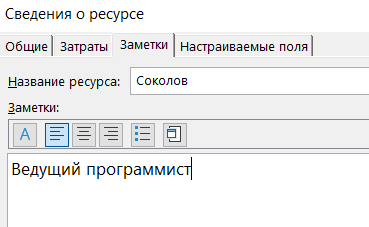 Сведения о ресурсе
Общие Затраты Заметки Настраиваемые поля
Название ресурса: Соколов
Заметки:
A
Ведущий программист